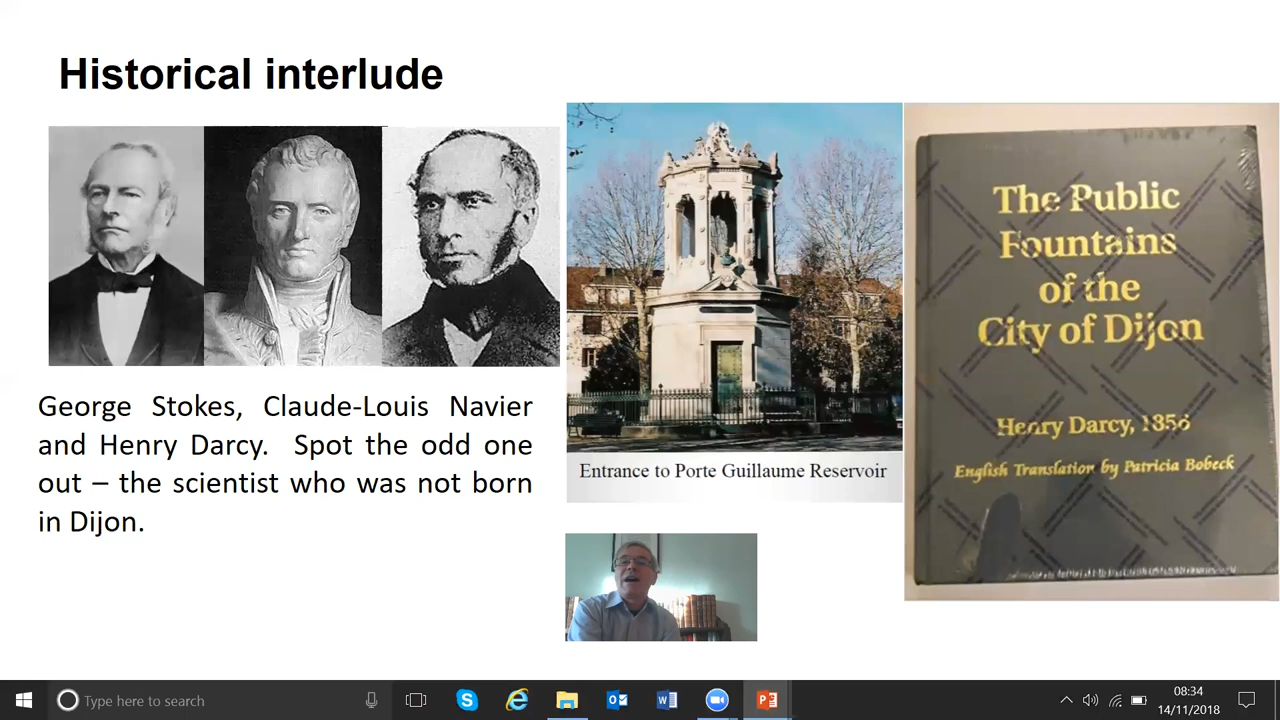 Historical interlude
George Stokes, Claude-Louis Navier
and Henry Darcy. Spot the odd one
out – the scientist who was not born
in Dijon.
Entrance to Porte Guillaume Reservoir
The Public
Fountains
of the
City of Dijon
Henry Darcy, 1856
English Translation by Patricia Bobeck
Type here to search
08:34
14/11/2018